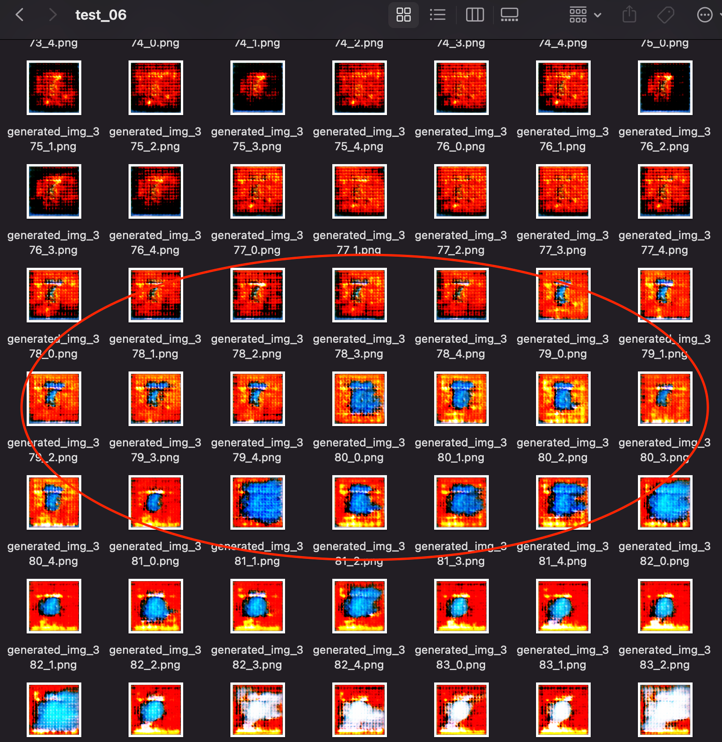 test_06
73_4.png 74_0.png 74_1.png 74_2.png 74_3.png 74_4.png 75_0.png
generated_img_3 generated_img_3 generated_img_3 generated_img_3 generated_img_3 generated_img_3 generated_img_3
75_1.png 75_2.png 75_3.png 75_4.png 76_0.png 76_1.png 76_2.png
generated_img_3 generated_img_3 generated_img_3 generated_img_3 generated_img_3 generated_img_3 generated_img_3
76_3.png 76_4.png 77_0.png 77_1.png 77_2.png 77_3.png 77_4.png
generated_img_3 generated_img_3 generated_img_3 generated_img_3 generated_img_3 generated_img_3 generated_img_3
78_0.png 78_1.png 78_2.png 78_3.png 78_4.png 79_0.png 79_1.png
generated_img_3 generated_img_3 generated_img_3 generated_img_3 generated_img_3 generated_img_3 generated_img_3
79_2.png 79_3.png 79_4.png 80_0.png 80_1.png 80_2.png 80_3.png
generated_img_3 generated_img_3 generated_img_3 generated_img_3 generated_img_3 generated_img_3 generated_img_3
80_4.png 81_0.png 81_1.png 81_2.png 81_3.png 81_4.png 82_0.png
generated_img_3 generated_img_3 generated_img_3 generated_img_3 generated_img_3 generated_img_3 generated_img_3
82_1.png 82_2.png 82_3.png 82_4.png 83_0.png 83_1.png 83_2.png